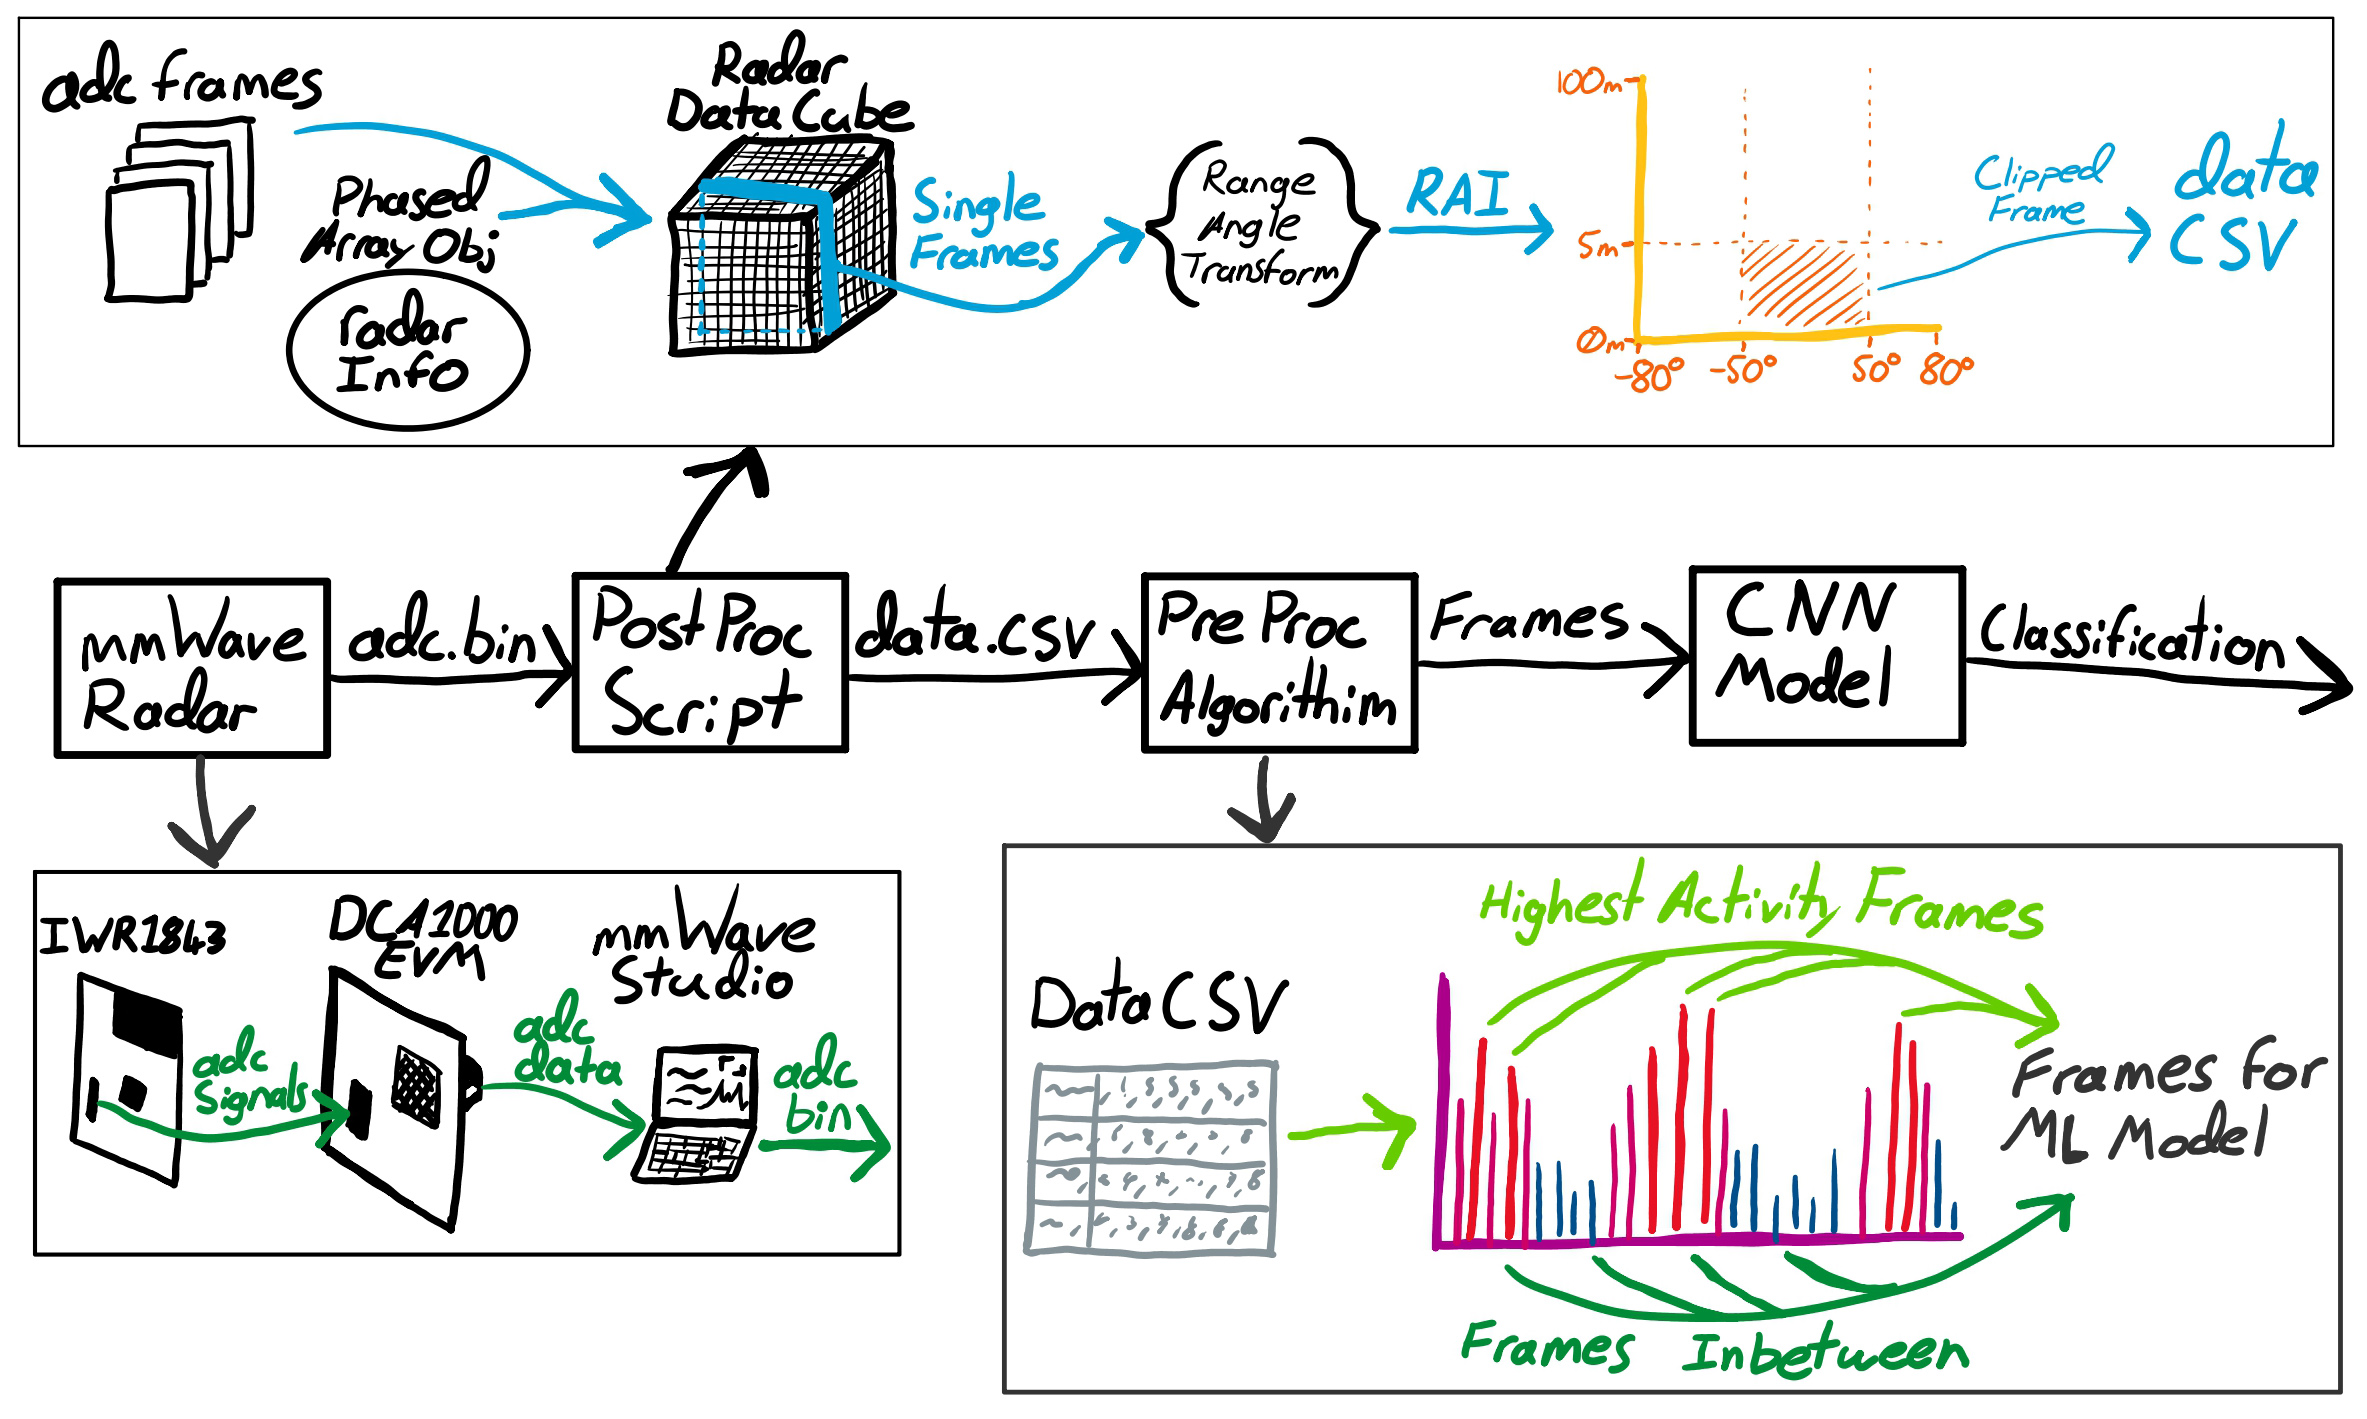 adc frames
Phased
Array Obj
radar
Info
Radar
Data Cube
Single
Frames
Range
Angle
Transform
RAI
100m
5m
0m
-80°
-50°
50°
80°
Clipped
Frame
data
CSV
mmWave
Radar
adc.bin
Post Proc
Script
data.csv
Pre Proc
Algorithim
Frames
CNN
Model
Classification
IWR1843
DCA1000
EVM
mmWave
Studio
adc
Signals
adc
data
adc
bin
Data CSV
Highest Activity Frames
Frames for
ML Model
Frames Inbetween